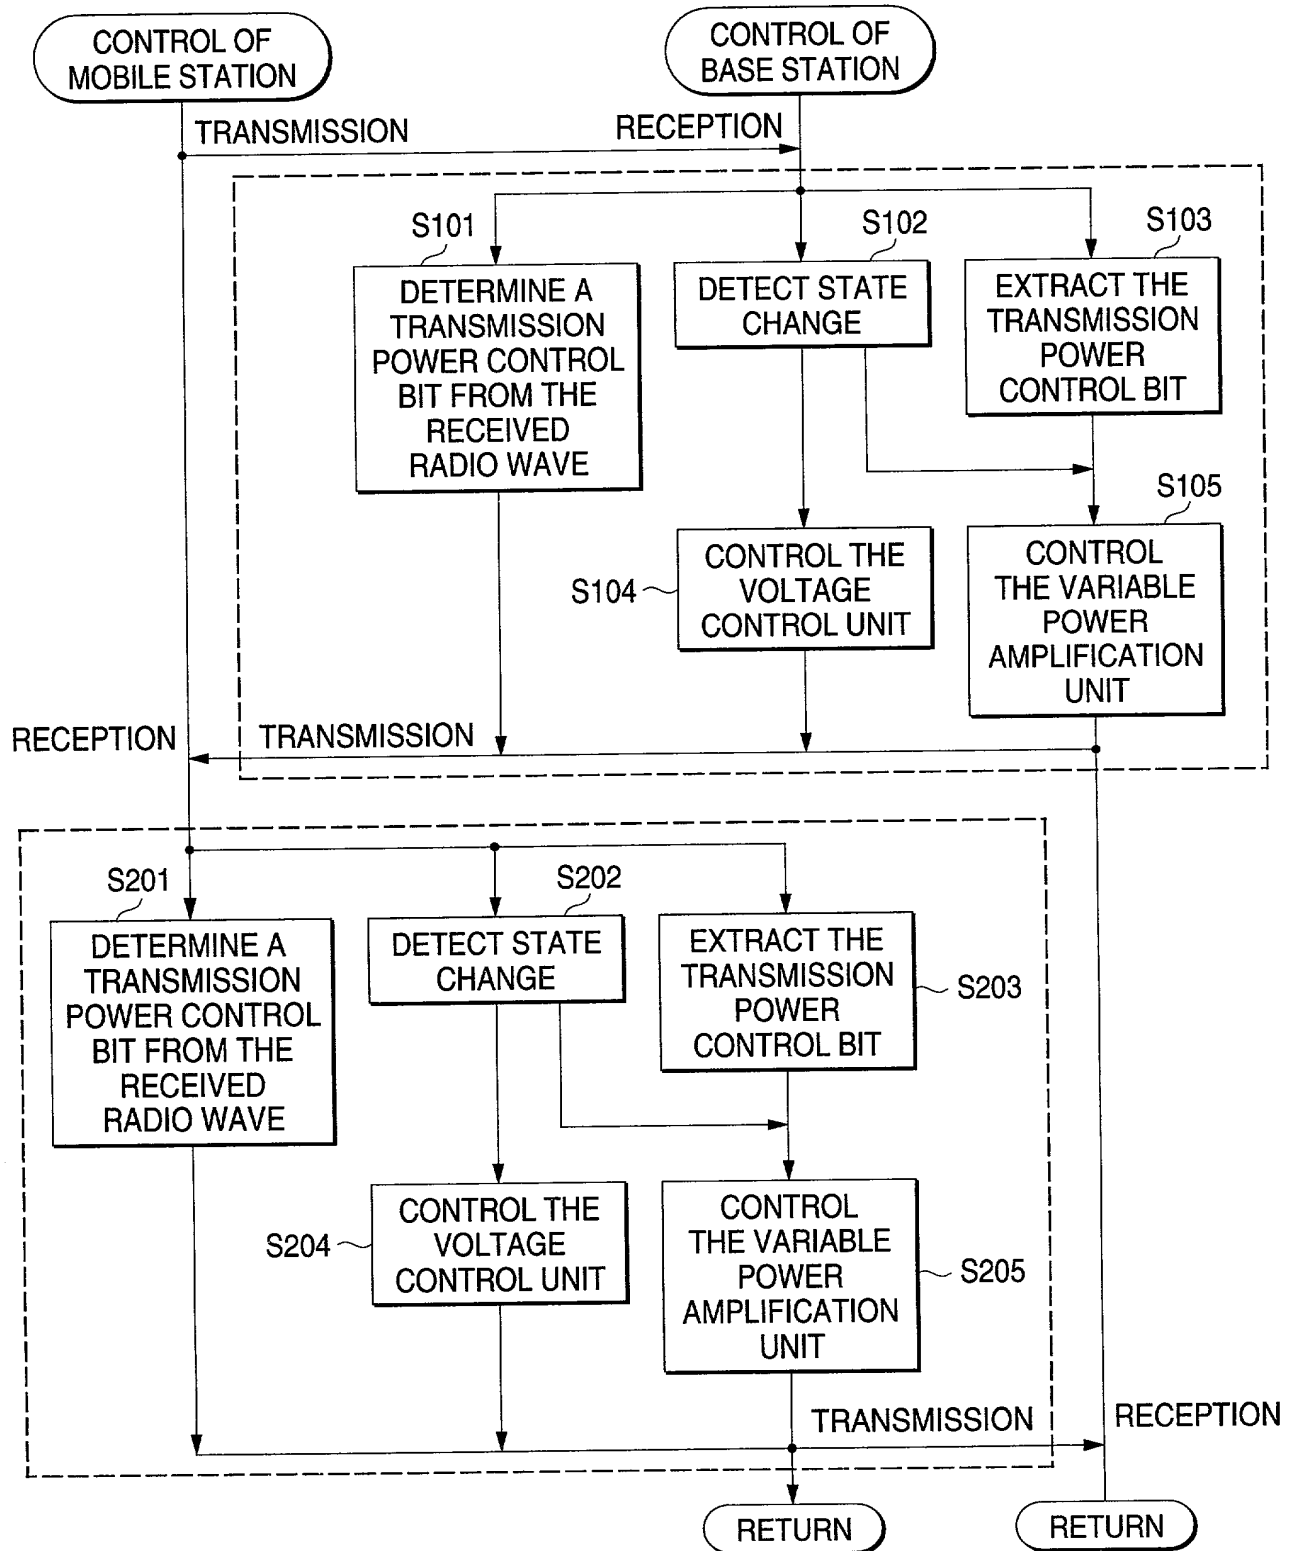 CONTROL OF
MOBILE STATION
CONTROL OF
BASE STATION
TRANSMISSION
RECEPTION
S101
S102
S103
DETERMINE A
TRANSMISSION
POWER CONTROL
BIT FROM THE
RECEIVED
RADIO WAVE
DETECT STATE
CHANGE
EXTRACT THE
TRANSMISSION
POWER
CONTROL BIT
S105
S104
CONTROL THE
VOLTAGE
CONTROL UNIT
CONTROL
THE VARIABLE
POWER
AMPLIFICATION
UNIT
RECEPTION
TRANSMISSION
S201
S202
DETERMINE A
TRANSMISSION
POWER CONTROL
BIT FROM THE
RECEIVED
RADIO WAVE
DETECT STATE
CHANGE
EXTRACT THE
TRANSMISSION
POWER
CONTROL BIT
S203
S204
CONTROL THE
VOLTAGE
CONTROL UNIT
CONTROL
THE VARIABLE
POWER
AMPLIFICATION
UNIT
S205
TRANSMISSION
RECEPTION
RETURN
RETURN